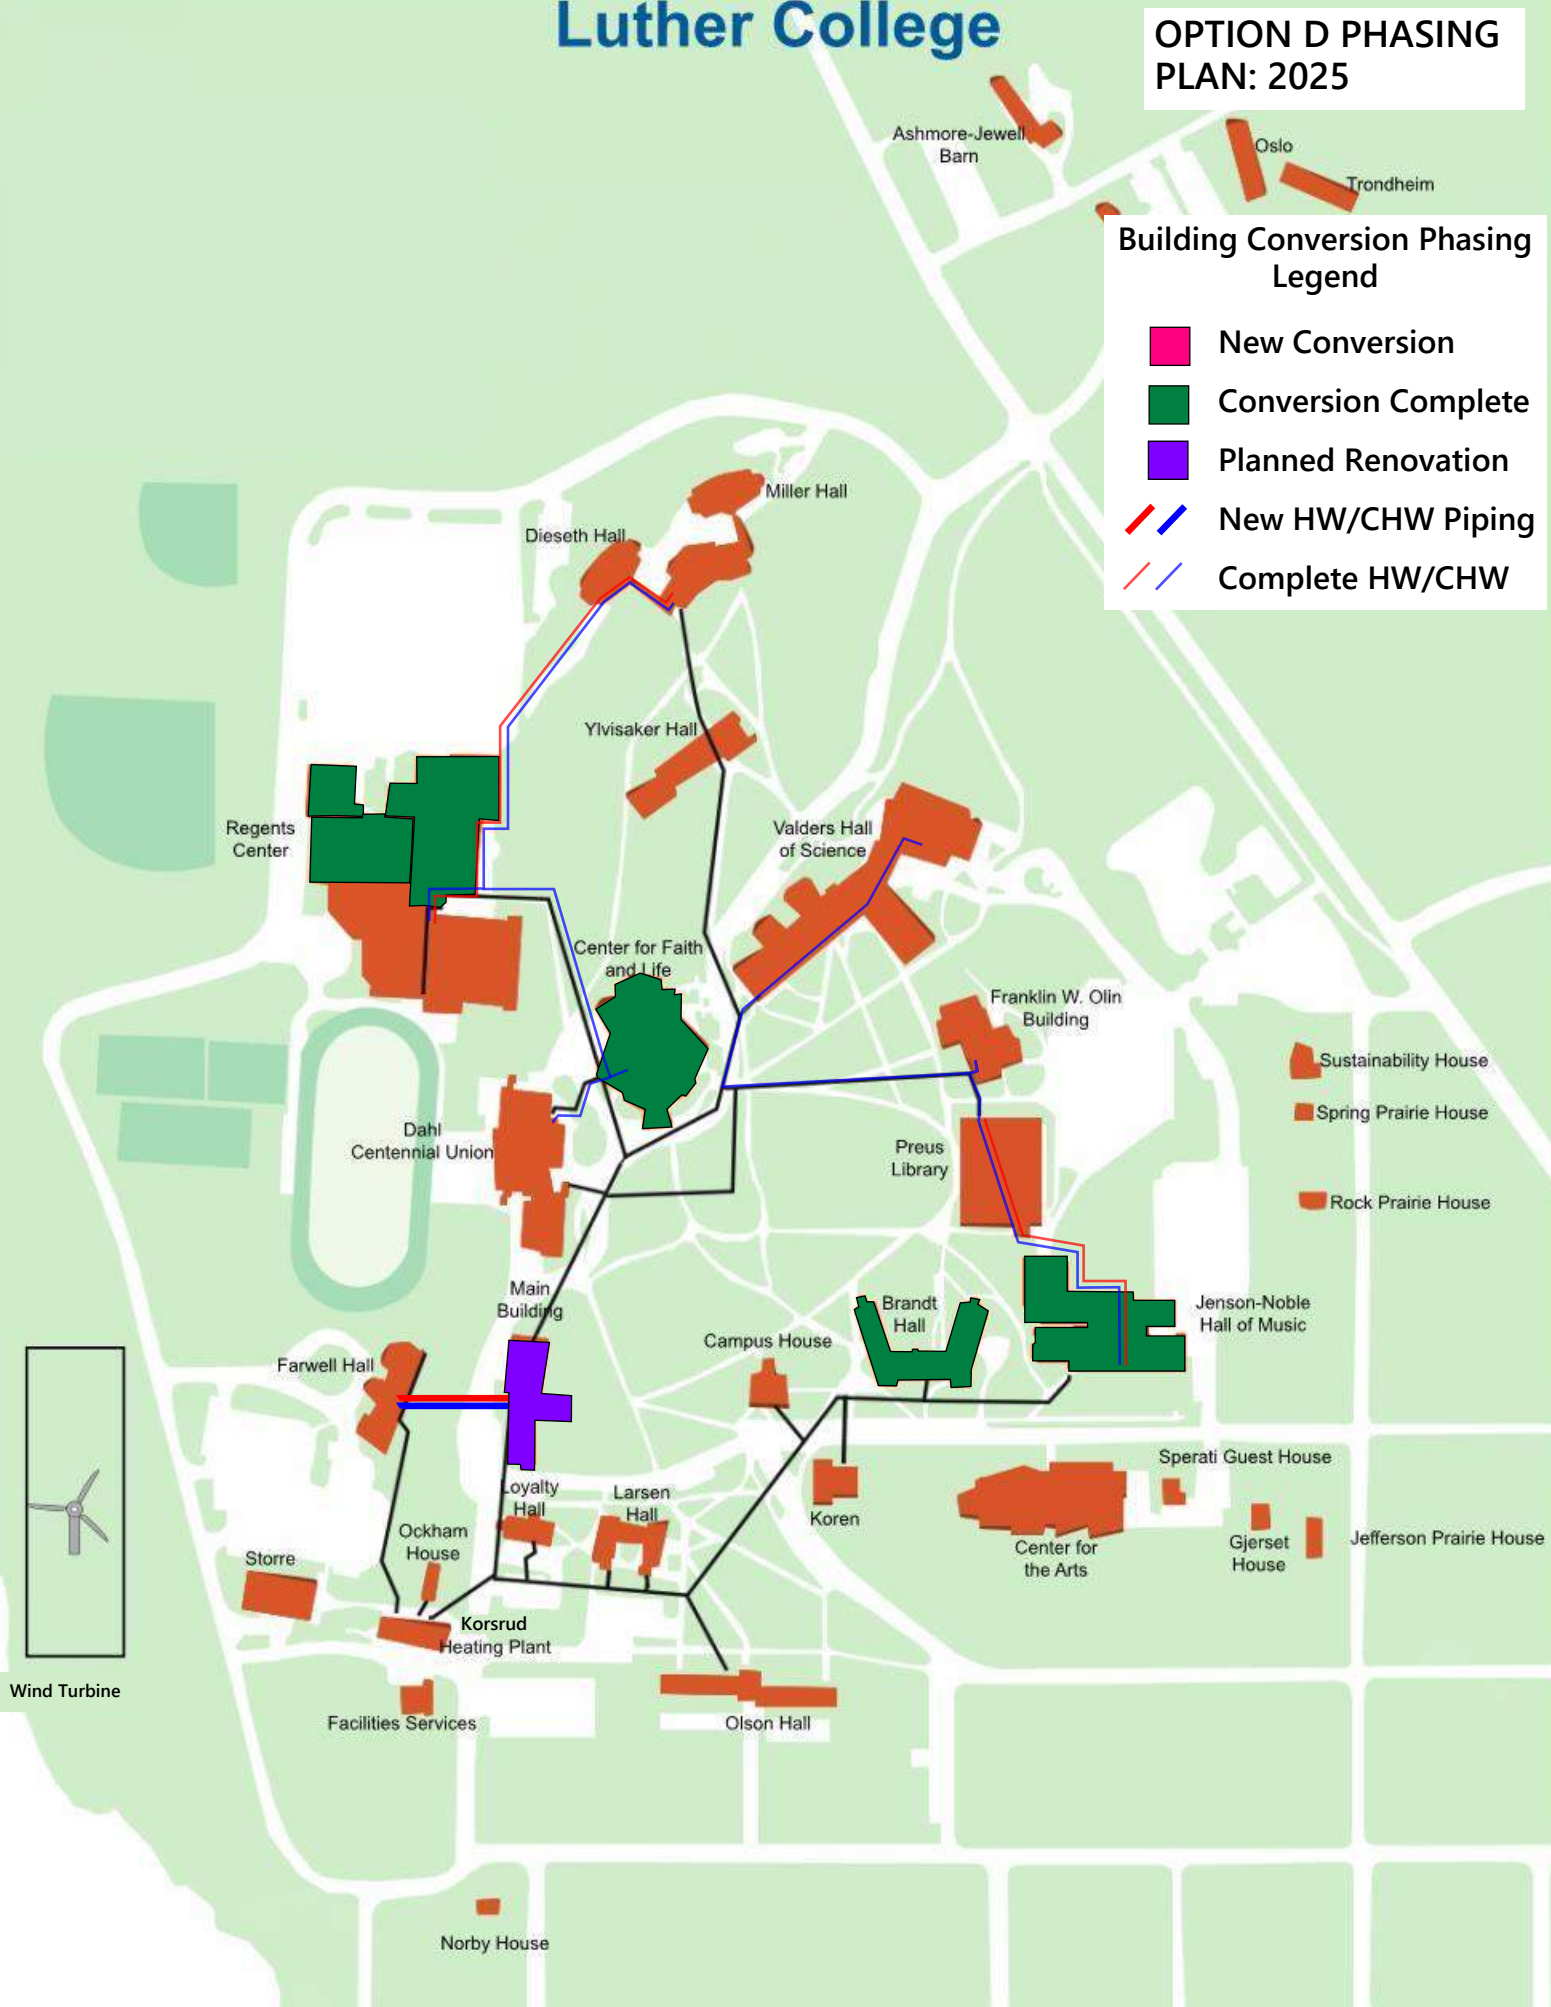 Luther College
OPTION D PHASING
PLAN: 2025
Ashmore-Jewell
Barn
Oslo
Trondheim
Building Conversion Phasing
Legend
New Conversion
Conversion Complete
Planned Renovation
New HW/CHW Piping
Complete HW/CHW
Miller Hall
Dieseth Hall
Ylvisaker Hall
Regents
Center
Valders Hall
of Science
Center for Faith
and Life
Franklin W. Olin
Building
Sustainability House
Spring Prairie House
Dahl
Centennial Union
Preus
Library
Rock Prairie House
Main
Building
Brandt
Hall
Jenson-Noble
Hall of Music
Campus House
Farwell Hall
Sperati Guest House
Loyalty
Hall
Larsen
Hall
Koren
Ockham
House
Storre
Center for
the Arts
Gjerset
House
Jefferson Prairie House
Korsrud
Heating Plant
Wind Turbine
Facilities Services
Olson Hall
Norby House